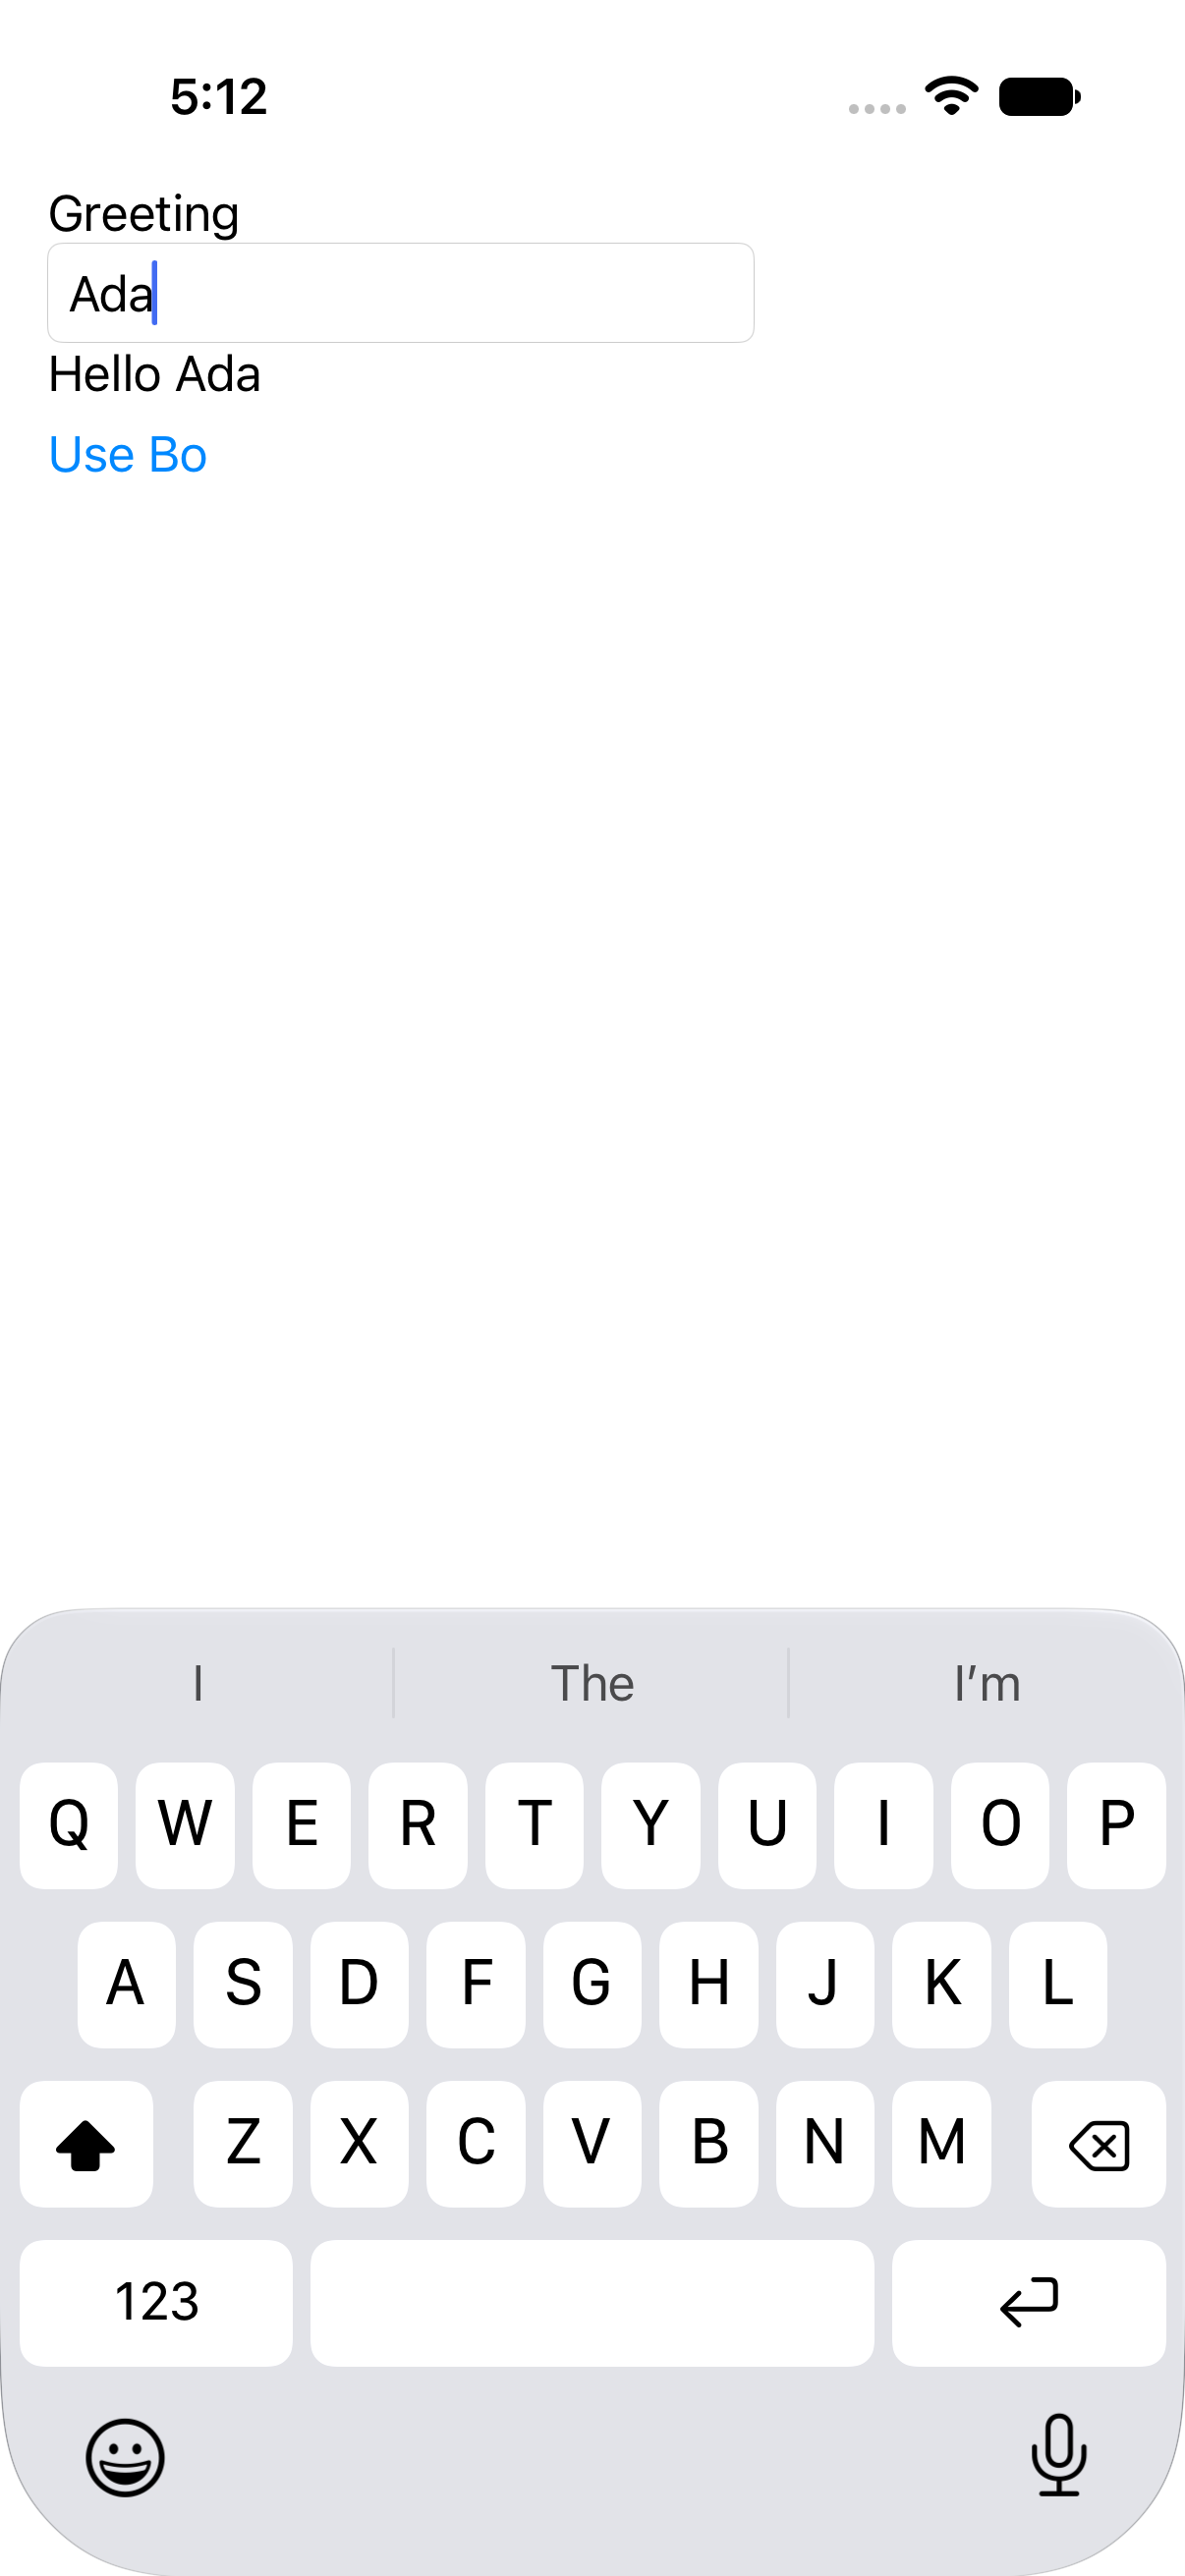 5:12
Greeting
Ada
Hello Ada
Use Bo
I The I’m
Q W E R T Y U I O P
A S D F G H J K L
Z X C V B N M
123